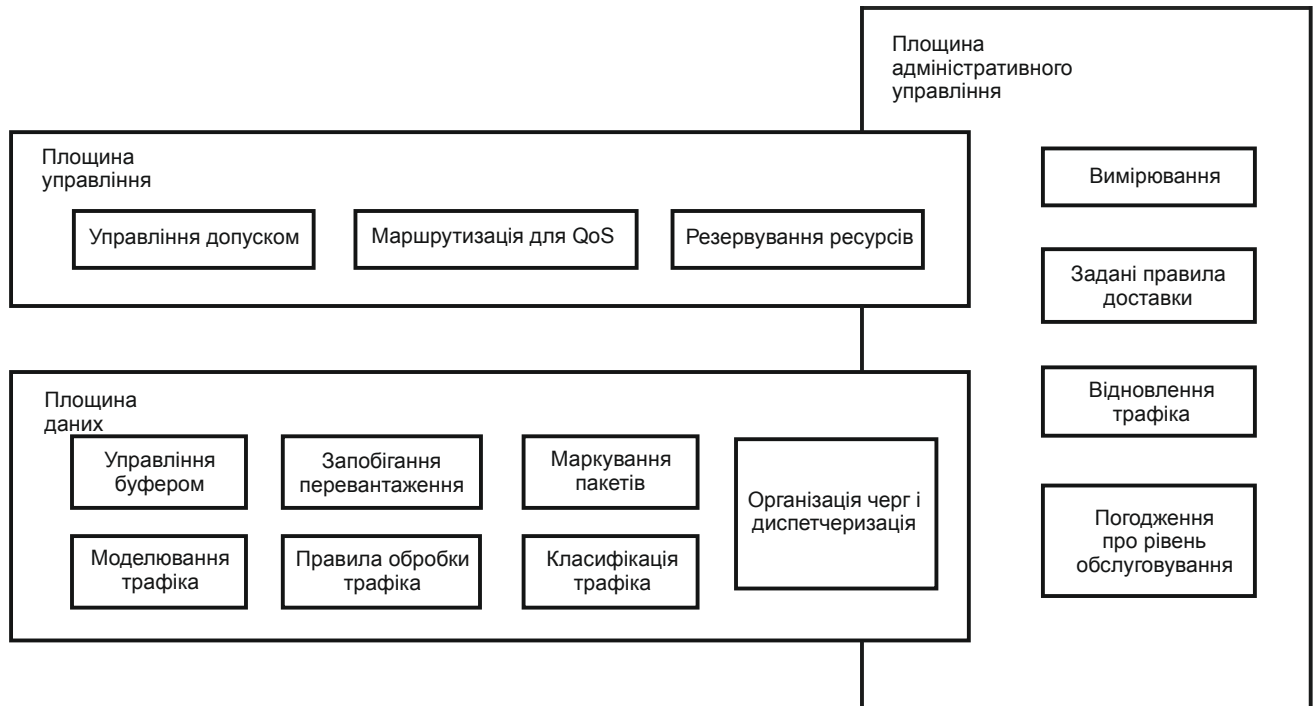 Площина
адміністративного
управління
Площина
управління
Управління допуском
Маршрутизація для QoS
Резервування ресурсів
Вимірювання
Задані правила
доставки
Відновлення
трафіка
Погодження
про рівень
обслуговування
Площина
даних
Управління
буфером
Запобігання
перевантаження
Маркування
пакетів
Організація черг і
диспетчеризація
Моделювання
трафіка
Правила обробки
трафіка
Класифікація
трафіка